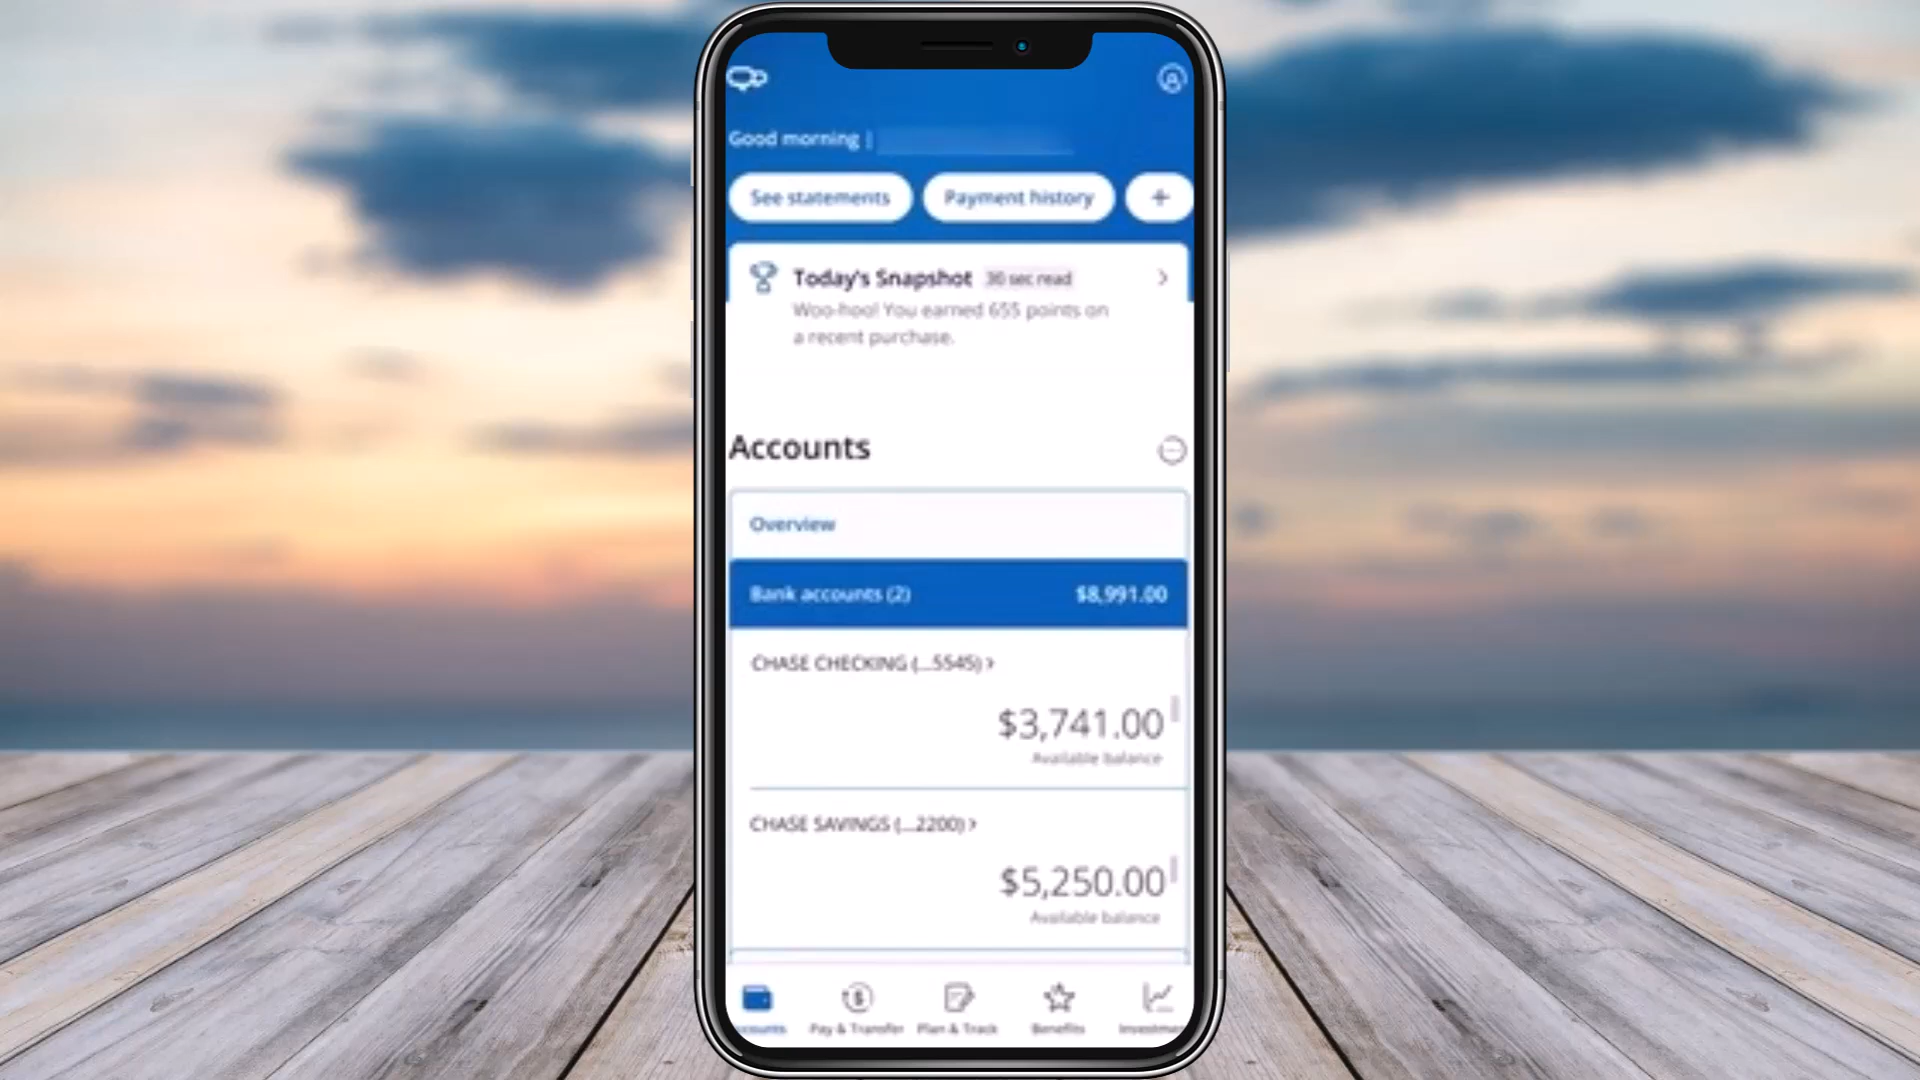 Good morning |
See statements
Payment history
+
Today's Snapshot 30 sec read
Woo-hoo! You earned 655 points on
a recent purchase.
Accounts
Overview
Bank accounts (2) $8,991.00
CHASE CHECKING (...5545)
$3,741.00
Available balance
CHASE SAVINGS (...2200)
$5,250.00
Available balance
Pay & Transfer
Plan & Track
Benefits